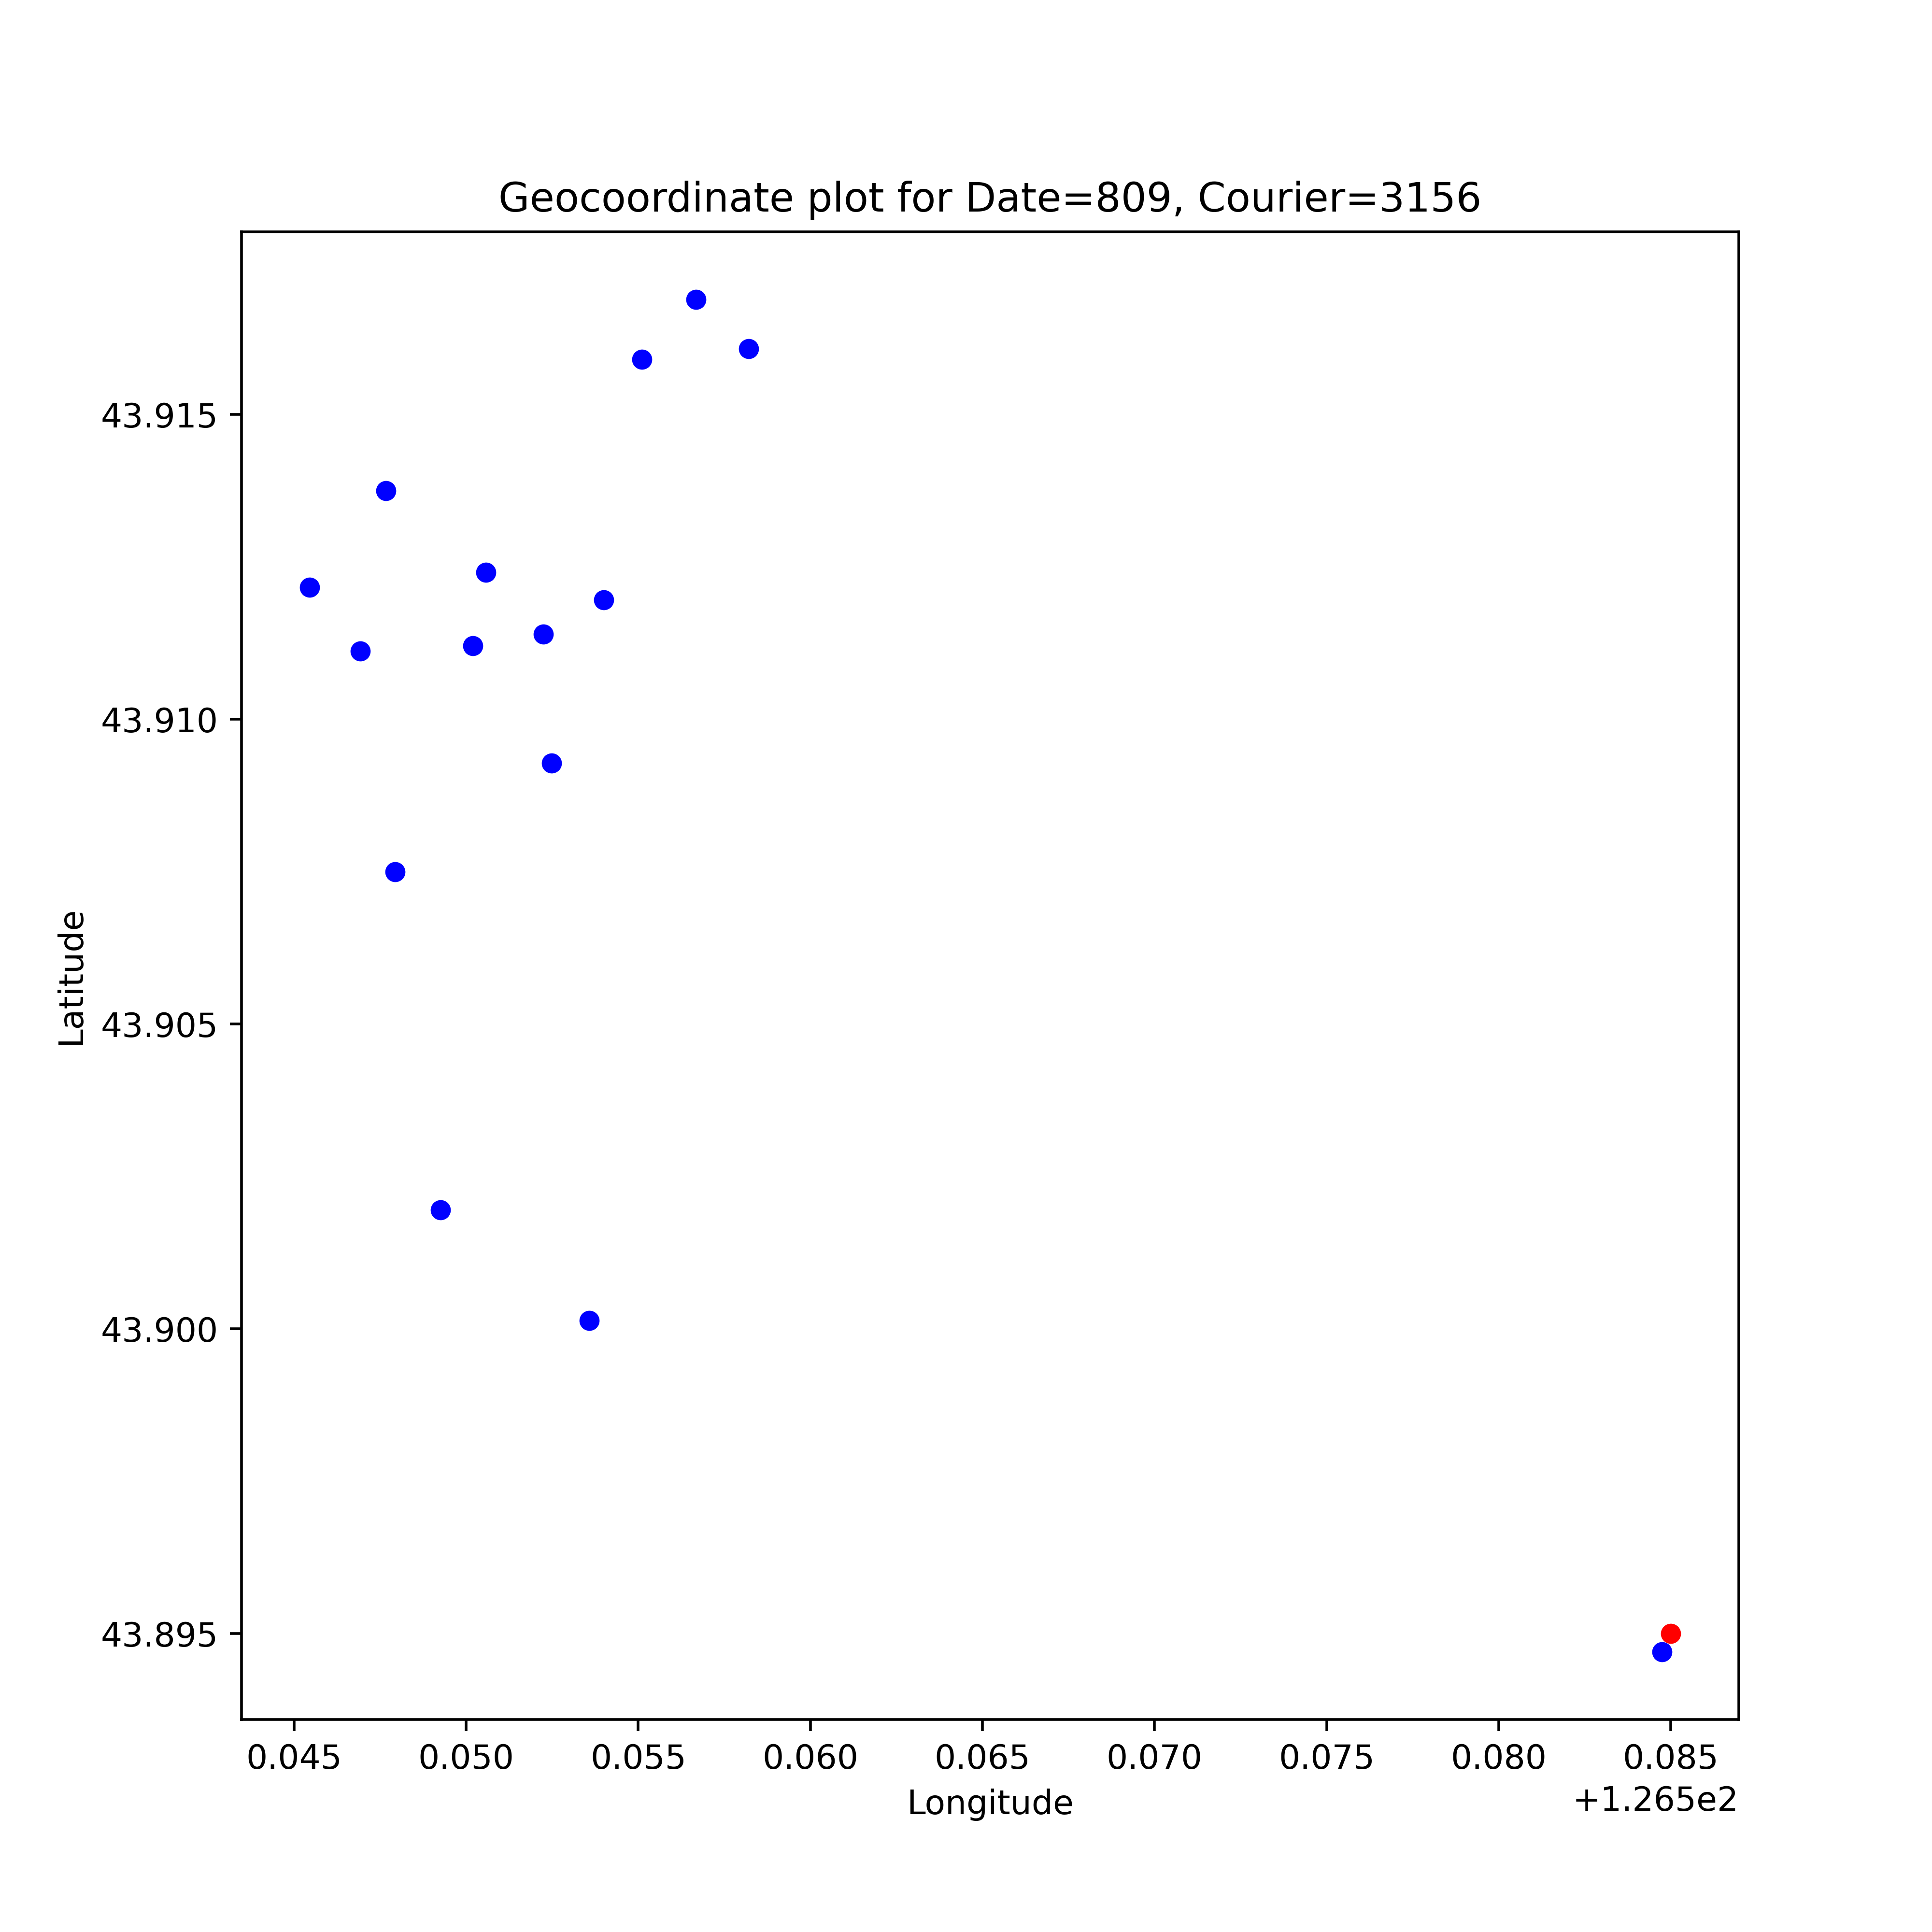 Geocoordinate plot for Date=809, Courier=3156
43.915
43.910
43.905
43.900
43.895
Latitude
0.045 0.050 0.055 0.060 0.065 0.070 0.075 0.080 0.085
Longitude
+1.265e2